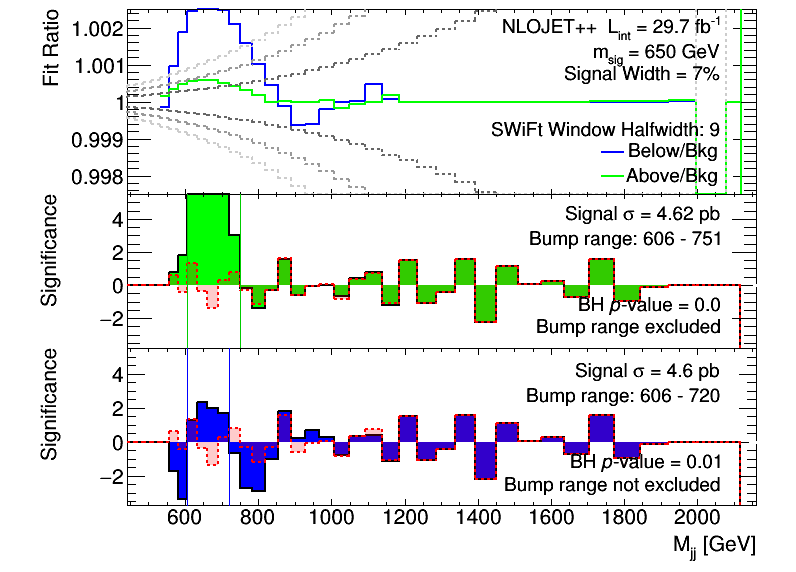 Fit Ratio
1.002
1.001
1
0.999
0.998
NLOJET++ L_int = 29.7 fb⁻¹
m_sig = 650 GeV
Signal Width = 7%
SWiFt Window Halfwidth: 9
Below/Bkg
Above/Bkg
Significance
4
2
0
−2
Signal σ = 4.62 pb
Bump range: 606 - 751
BH p-value = 0.0
Bump range excluded
Significance
4
2
0
−2
Signal σ = 4.6 pb
Bump range: 606 - 720
BH p-value = 0.01
Bump range not excluded
600 800 1000 1200 1400 1600 1800 2000
M_jj [GeV]